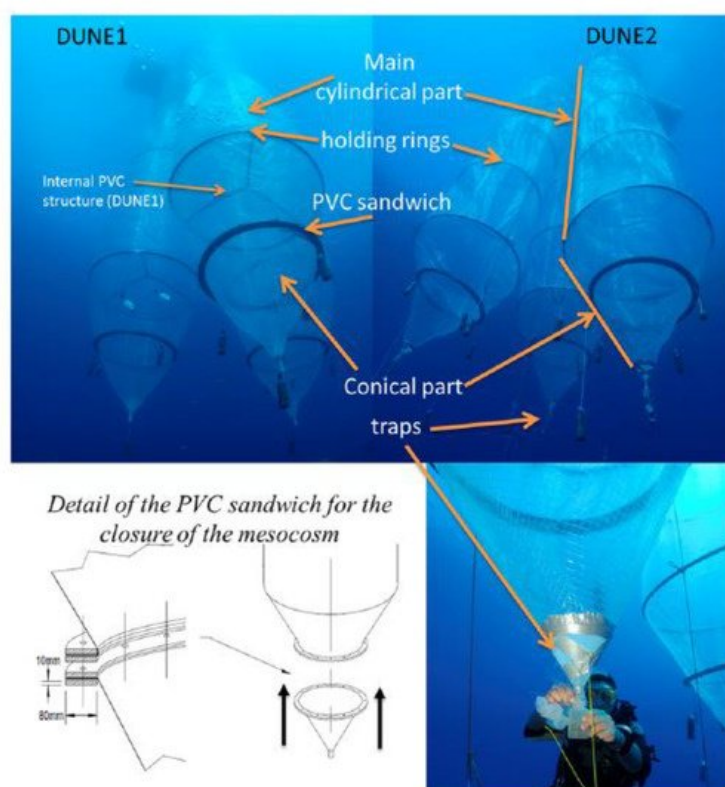 DUNE1
DUNE2
Main
cylindrical part
holding rings
Internal PVC
structure (DUNE1)
PVC sandwich
Conical part
traps
Detail of the PVC sandwich for the
closure of the mesocosm
10mm
80mm